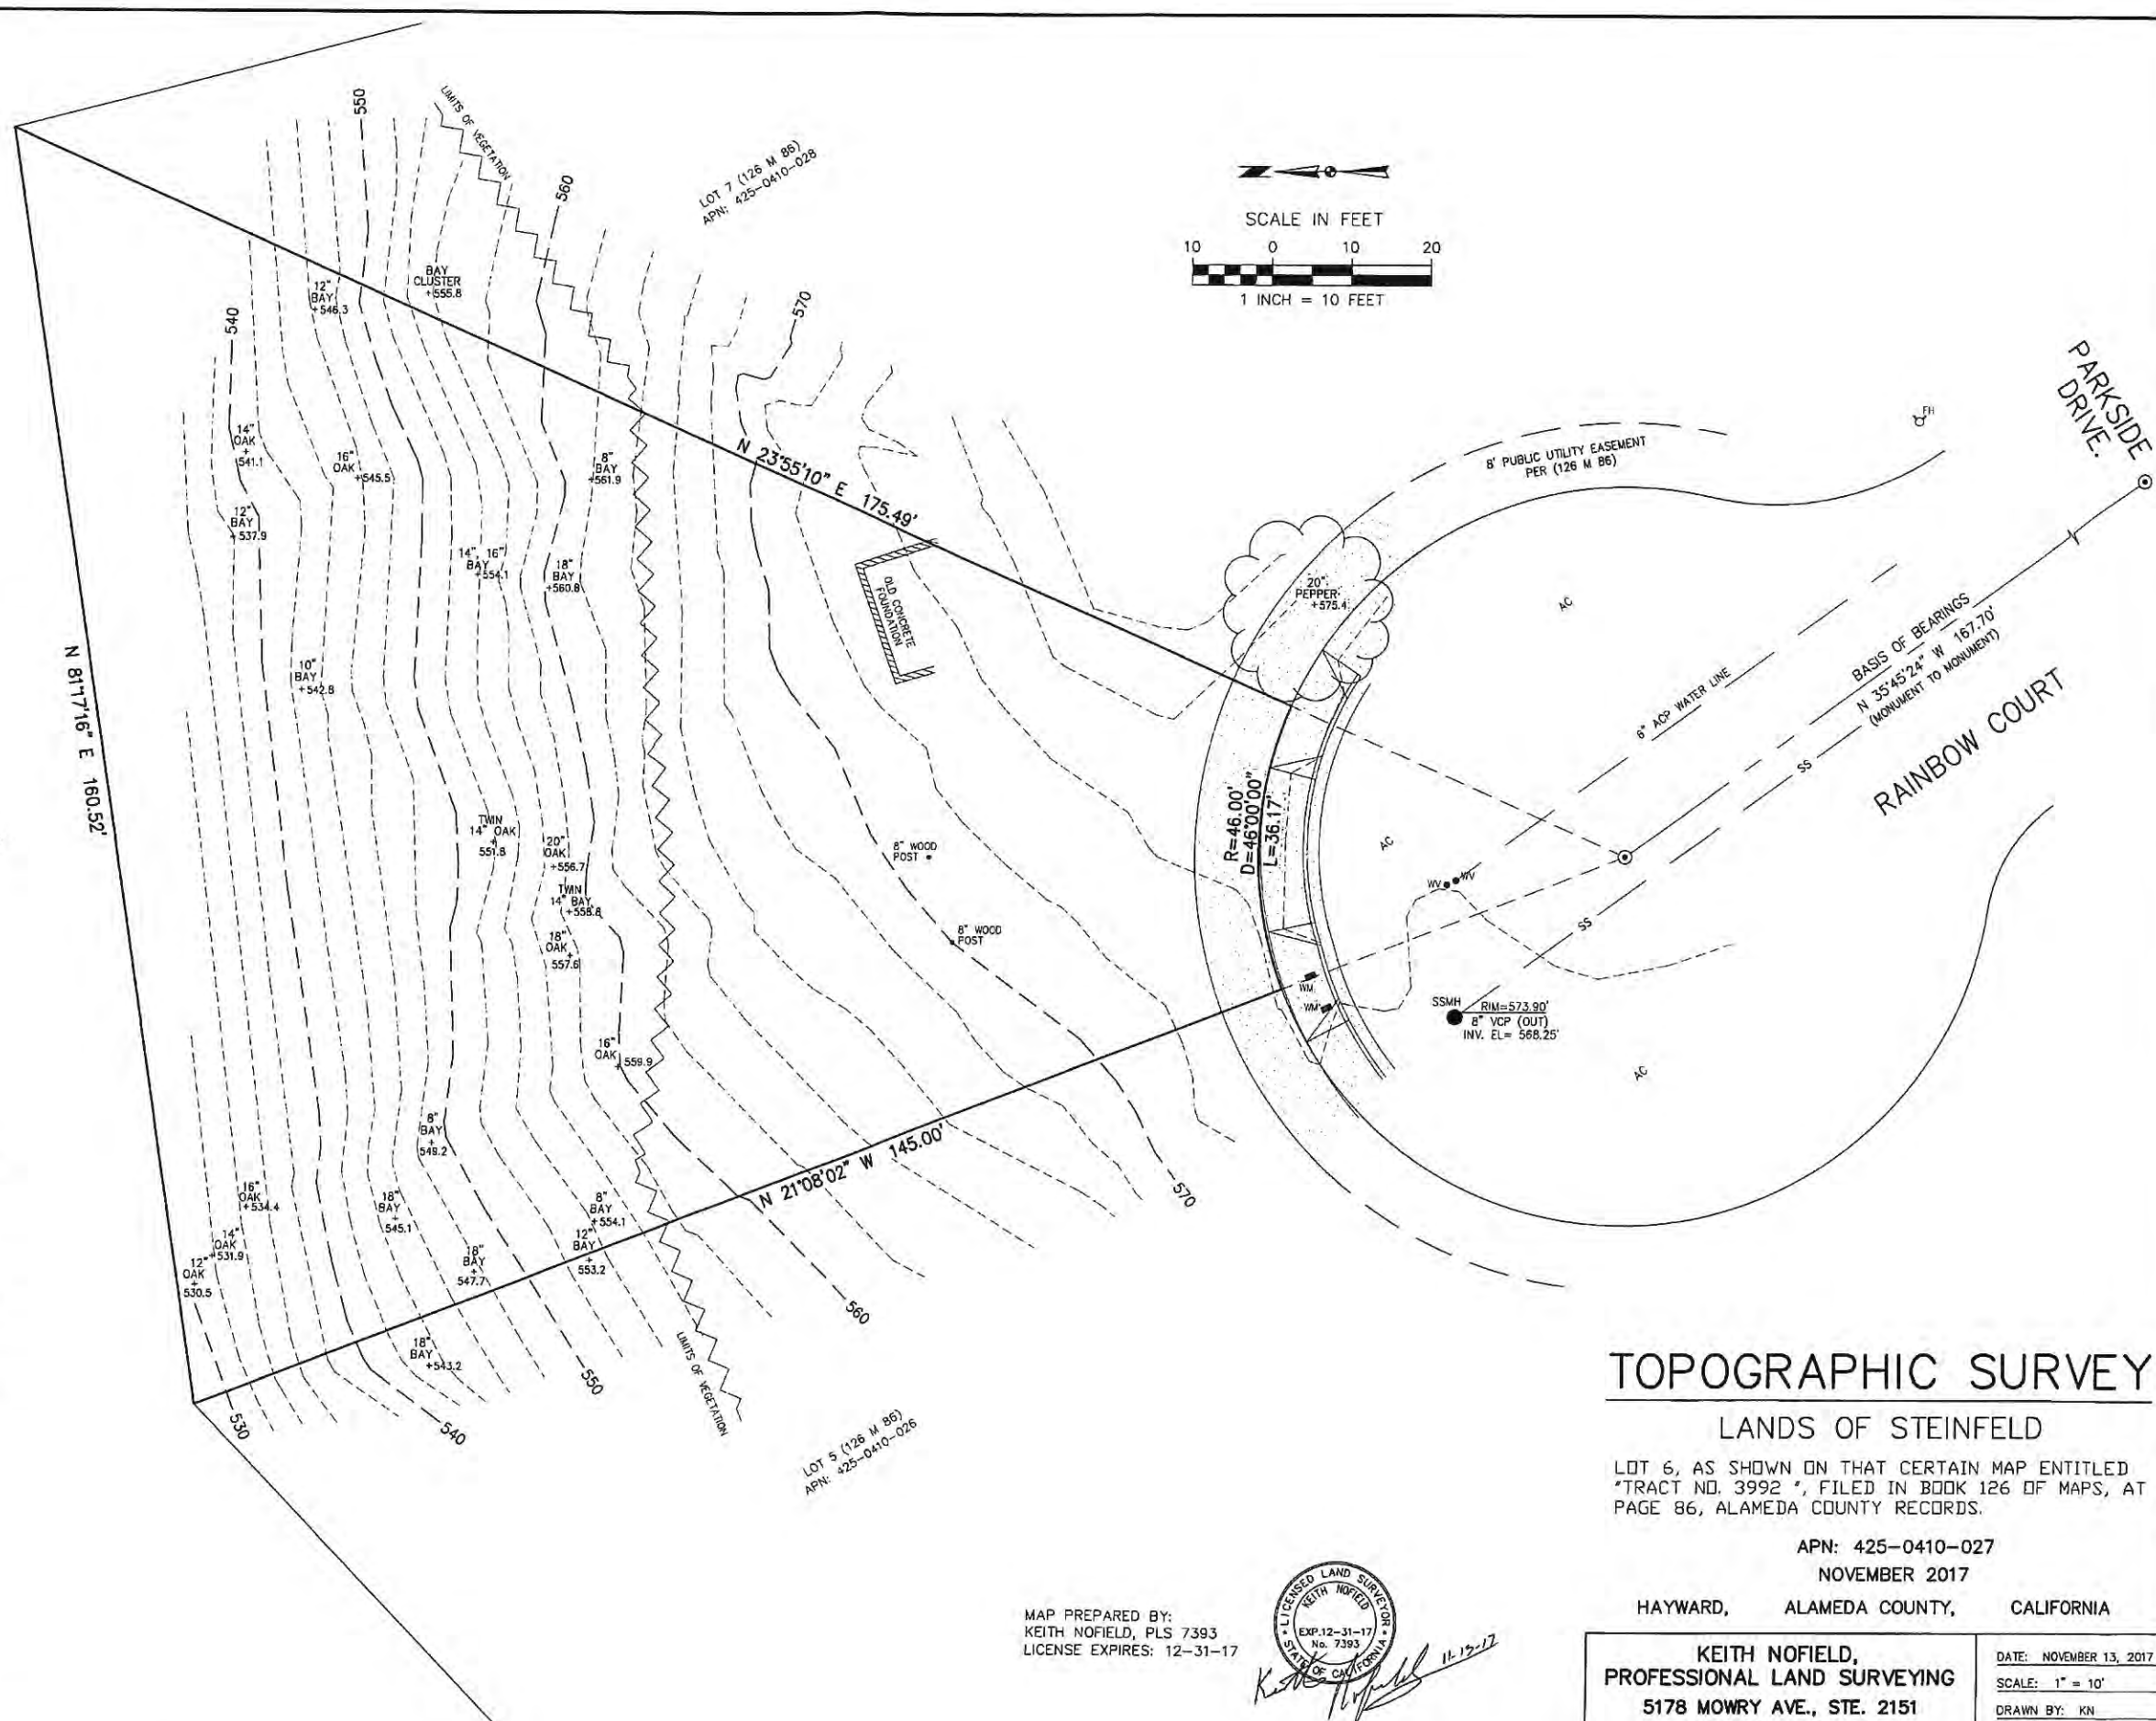 550
LIMITS OF VEGETATION
560
LOT 7 (126 M 86)
APN: 425-0410-028
SCALE IN FEET
10 0 10 20
1 INCH = 10 FEET
BAY
CLUSTER
+555.8
12"
BAY
+546.3
540
570
PARKSIDE
DRIVE.
FH
14"
OAK
+
541.1
16"
OAK
+545.5
8"
BAY
+561.9
N 23°55'10" E 175.49'
8' PUBLIC UTILITY EASEMENT
PER (126 M 86)
12"
BAY
+537.9
14", 16"
BAY
+554.1
18"
BAY
+560.8
OLD CONCRETE
FOUNDATION
20"
PEPPER
+575.4
AC
BASIS OF BEARINGS
N 35°45'24" W 167.70'
(MONUMENT TO MONUMENT)
6" ACP WATER LINE
RAINBOW COURT
SS
N 81°17'16" E 160.52'
10"
BAY
+542.8
TWIN
14" OAK
+
551.8
20"
OAK
+556.7
TWIN
14" BAY
+558.8
18"
OAK
+
557.6
8" WOOD
POST
8" WOOD
POST
R=46.00'
D=46°00'00"
L=36.17'
AC
WV WV
SS
WM
WM
SSMH RIM=573.90'
8" VCP (OUT)
INV. EL= 568.25'
AC
16"
OAK
+559.9
8"
BAY
+
549.2
N 21°08'02" W 145.00'
570
16"
OAK
+534.4
14"
OAK
+531.9
12"
OAK
+
530.5
18"
BAY
+
545.1
18"
BAY
+
547.7
8"
BAY
+554.1
12"
BAY
+
553.2
560
18"
BAY
+543.2
550
LIMITS OF VEGETATION
530
540
LOT 5 (126 M 86)
APN: 425-0410-026
TOPOGRAPHIC SURVEY
LANDS OF STEINFELD
LOT 6, AS SHOWN ON THAT CERTAIN MAP ENTITLED
"TRACT NO. 3992 ", FILED IN BOOK 126 OF MAPS, AT
PAGE 86, ALAMEDA COUNTY RECORDS.
APN: 425-0410-027
NOVEMBER 2017
HAYWARD, ALAMEDA COUNTY, CALIFORNIA
MAP PREPARED BY:
KEITH NOFIELD, PLS 7393
LICENSE EXPIRES: 12-31-17
LICENSED LAND SURVEYOR
KEITH NOFIELD
EXP.12-31-17
No. 7393
STATE OF CALIFORNIA
Keith Nofield 11-13-17
KEITH NOFIELD,
PROFESSIONAL LAND SURVEYING
5178 MOWRY AVE., STE. 2151
DATE: NOVEMBER 13, 2017
SCALE: 1" = 10'
DRAWN BY: KN